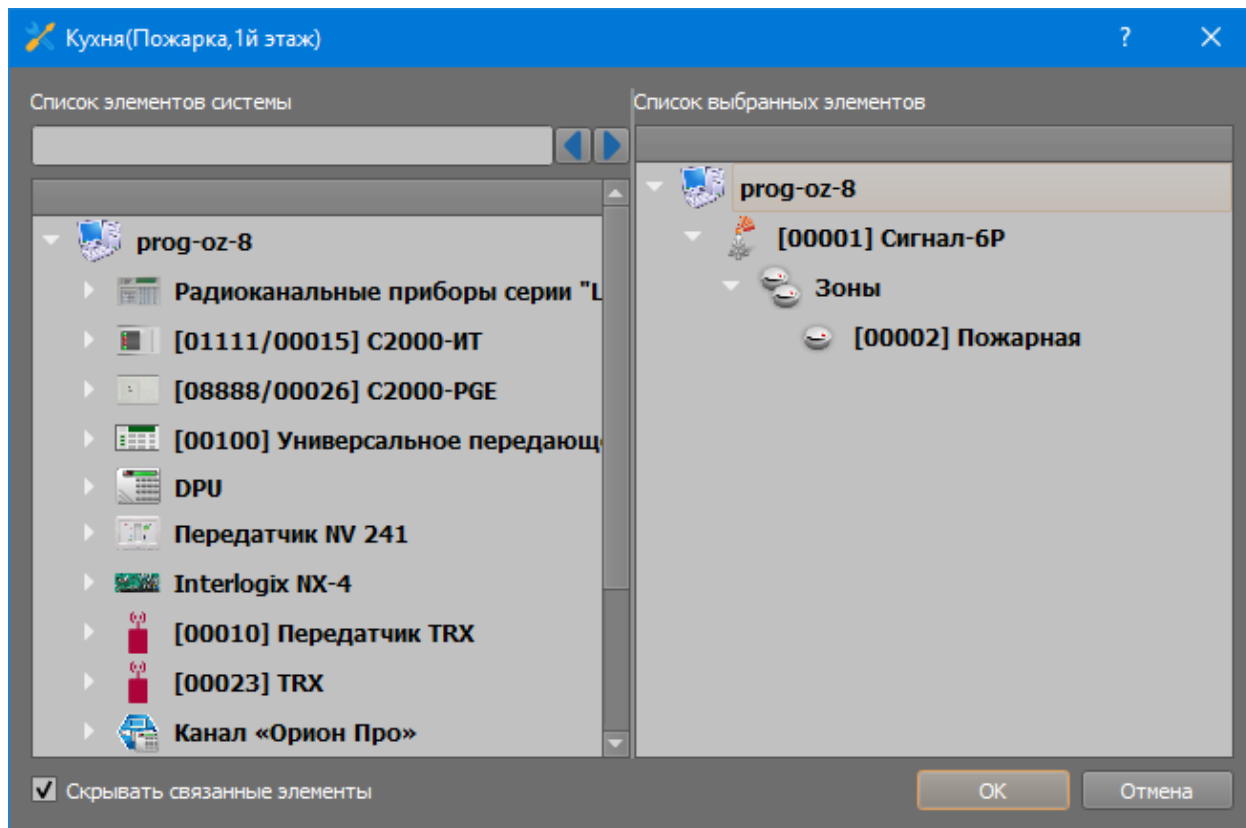 Кухня(Пожарка,1й этаж)
?
Список элементов системы
Список выбранных элементов
prog-oz-8
Радиоканальные приборы серии "L
[01111/00015] С2000-ИТ
[08888/00026] С2000-PGE
[00100] Универсальное передающ
DPU
Передатчик NV 241
Interlogix NX-4
[00010] Передатчик TRX
[00023] TRX
Канал «Орион Про»
prog-oz-8
[00001] Сигнал-6Р
Зоны
[00002] Пожарная
Скрывать связанные элементы
ОК
Отмена